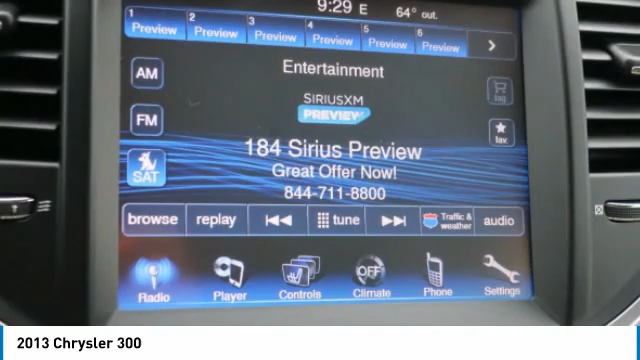 9:29 E 64° out.
1 2 3 4 5 6
Preview Preview Preview Preview Preview Preview
AM Entertainment
tag
SIRIUSXM
PREVIEW
FM
fav.
184 Sirius Preview
SAT Great Offer Now!
844-711-8800
browse replay tune Traffic & weather audio
OFF
Radio Player Controls Climate Phone Settings
2013 Chrysler 300